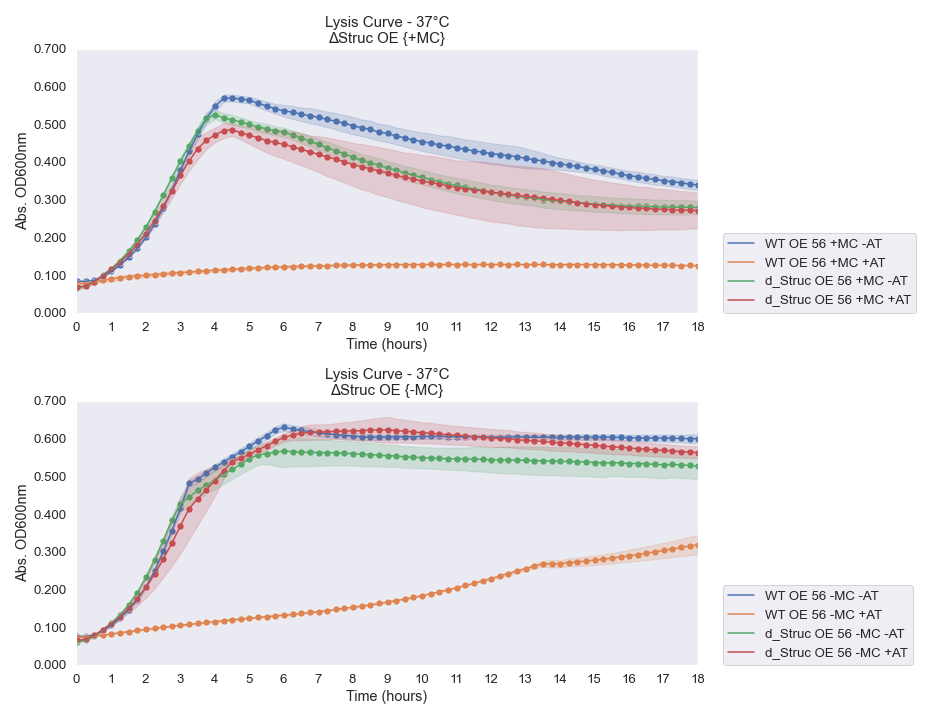 Lysis Curve - 37°C
ΔStruc OE {+MC}
0.700
0.600
0.500
0.400
0.300
0.200
0.100
0.000
Abs. OD600nm
0 1 2 3 4 5 6 7 8 9 10 11 12 13 14 15 16 17 18
Time (hours)
WT OE 56 +MC -AT
WT OE 56 +MC +AT
d_Struc OE 56 +MC -AT
d_Struc OE 56 +MC +AT
Lysis Curve - 37°C
ΔStruc OE {-MC}
0.700
0.600
0.500
0.400
0.300
0.200
0.100
0.000
Abs. OD600nm
0 1 2 3 4 5 6 7 8 9 10 11 12 13 14 15 16 17 18
Time (hours)
WT OE 56 -MC -AT
WT OE 56 -MC +AT
d_Struc OE 56 -MC -AT
d_Struc OE 56 -MC +AT